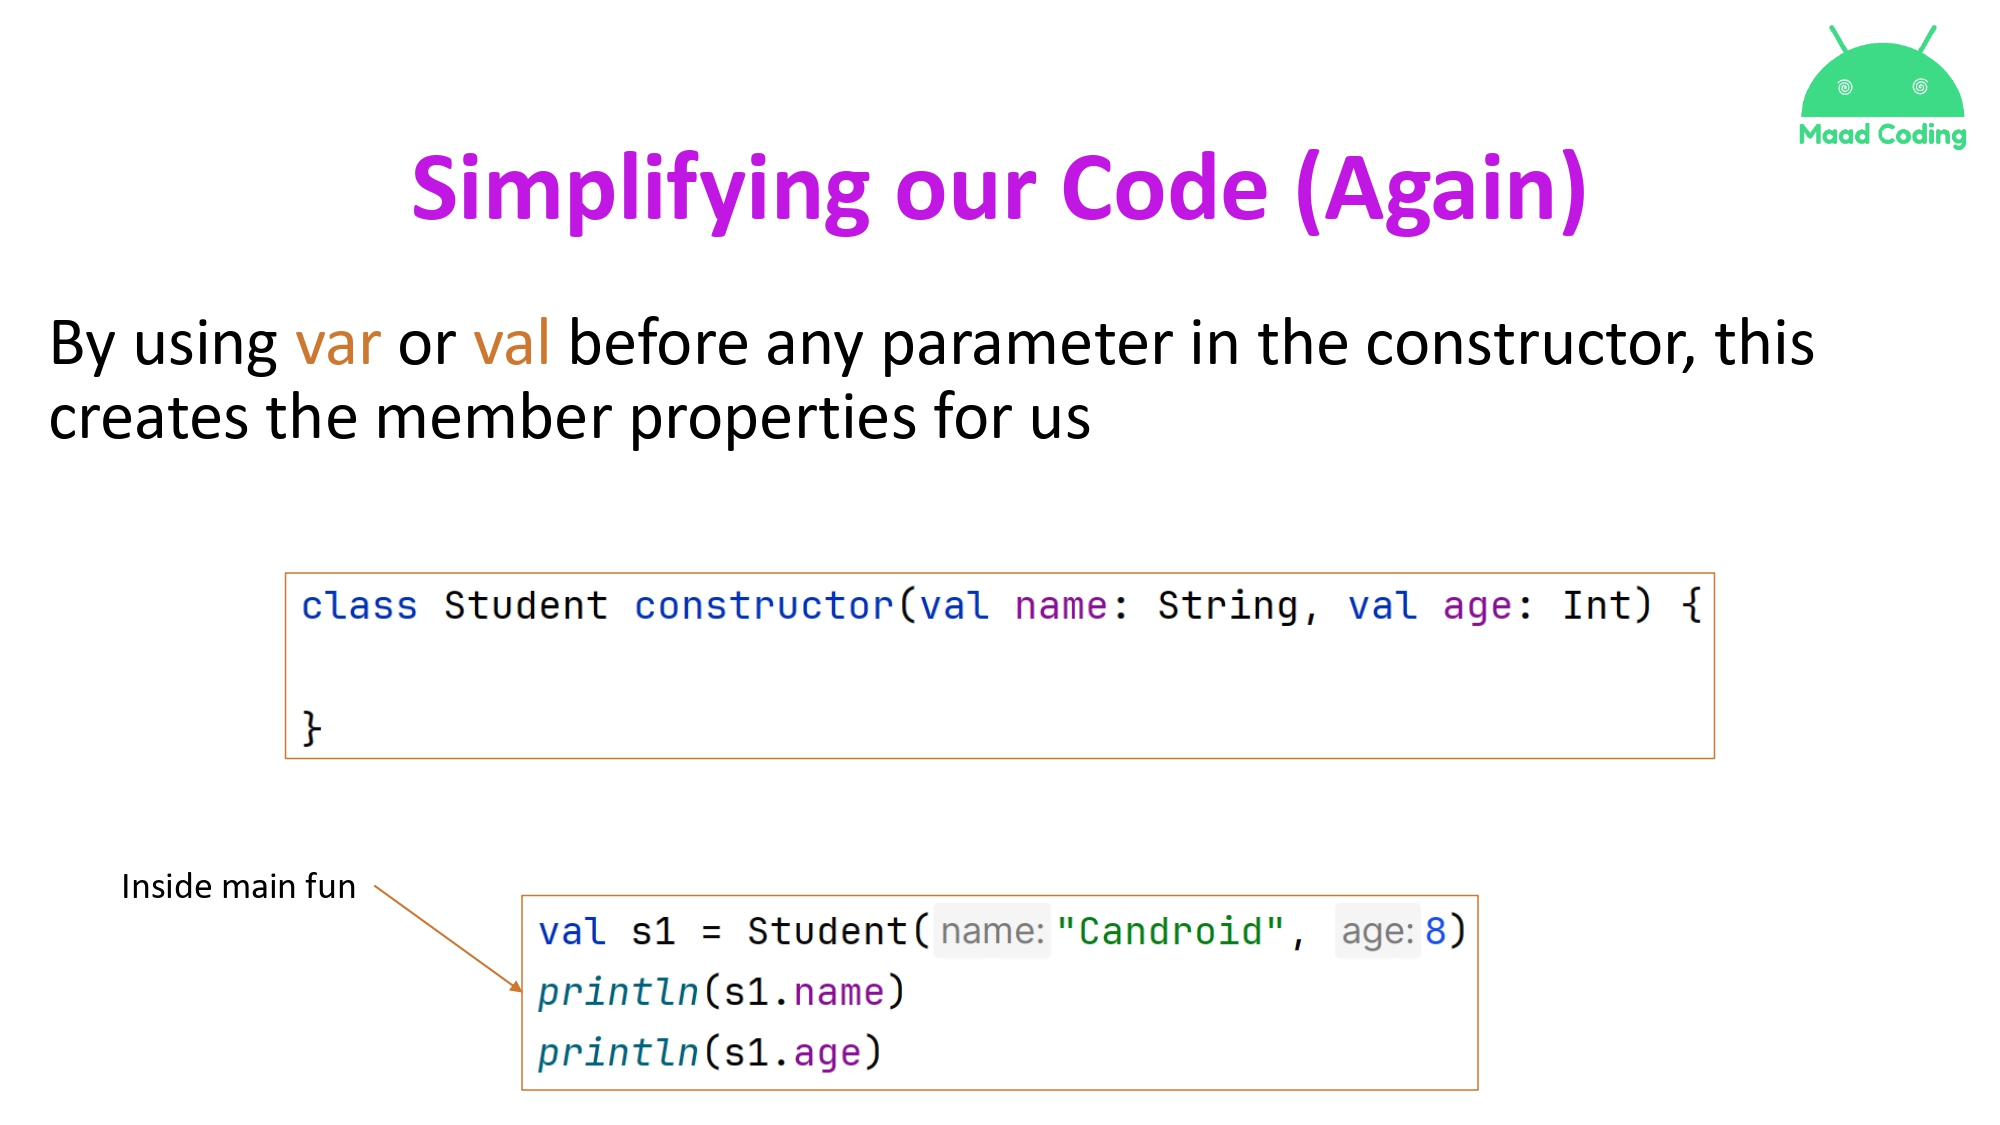 Maad Coding
Simplifying our Code (Again)
By using var or val before any parameter in the constructor, this
creates the member properties for us
class Student constructor(val name: String, val age: Int) {
}
Inside main fun
val s1 = Student( name: "Candroid", age: 8)
println(s1.name)
println(s1.age)